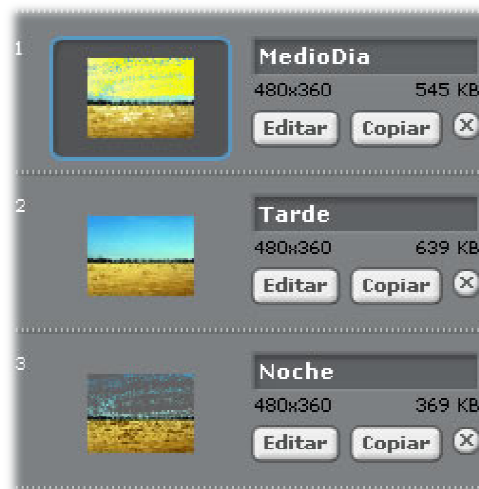 1
MedioDia
480x360 545 KB
Editar Copiar X
2
Tarde
480x360 639 KB
Editar Copiar X
3
Noche
480x360 369 KB
Editar Copiar X